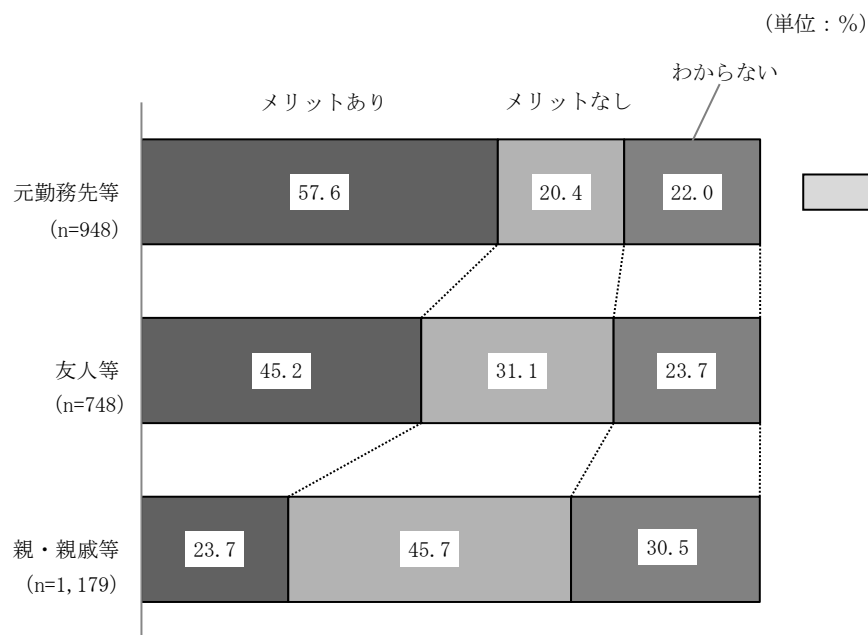 (単位：%)
わからない
メリットあり
メリットなし
元勤務先等
(n=948)
57.6
20.4
22.0
友人等
(n=748)
45.2
31.1
23.7
親・親戚等
(n=1,179)
23.7
45.7
30.5